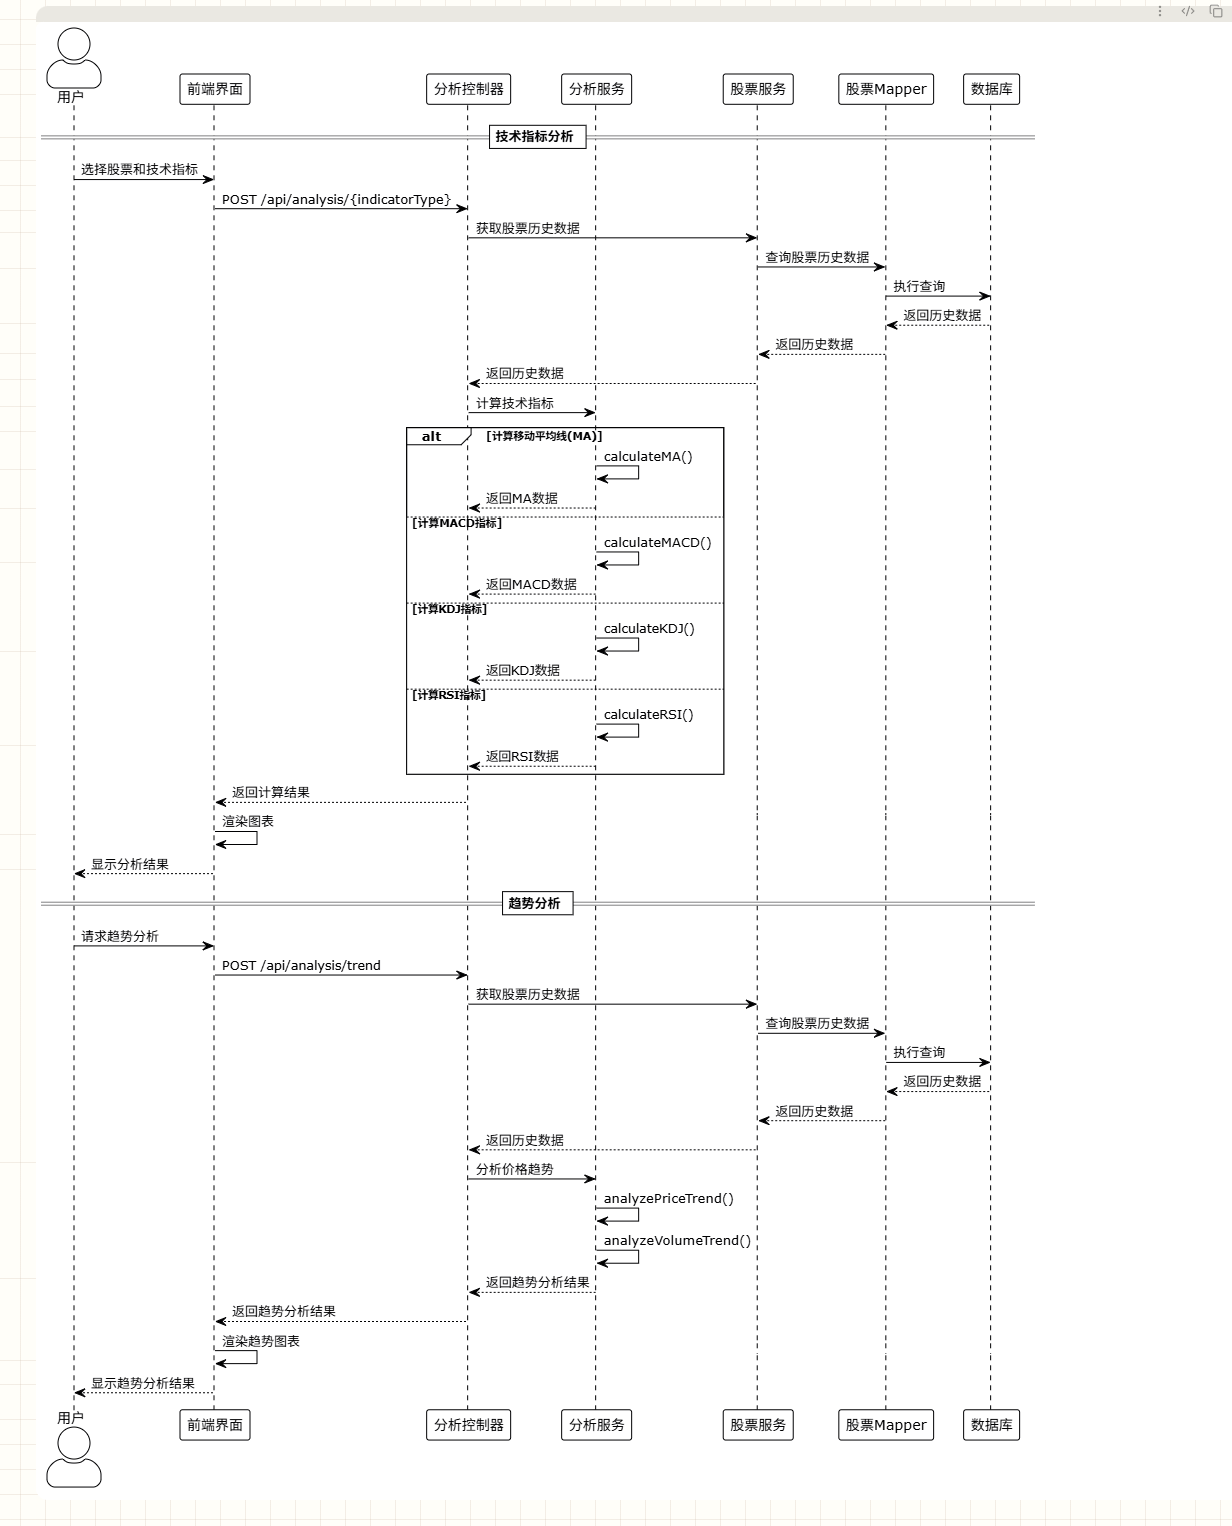 用户
前端界面
分析控制器
分析服务
股票服务
股票Mapper
数据库
技术指标分析
选择股票和技术指标
POST /api/analysis/{indicatorType}
获取股票历史数据
查询股票历史数据
执行查询
返回历史数据
返回历史数据
返回历史数据
计算技术指标
alt
[计算移动平均线(MA)]
calculateMA()
返回MA数据
[计算MACD指标]
calculateMACD()
返回MACD数据
[计算KDJ指标]
calculateKDJ()
返回KDJ数据
[计算RSI指标]
calculateRSI()
返回RSI数据
返回计算结果
渲染图表
显示分析结果
趋势分析
请求趋势分析
POST /api/analysis/trend
获取股票历史数据
查询股票历史数据
执行查询
返回历史数据
返回历史数据
返回历史数据
分析价格趋势
analyzePriceTrend()
analyzeVolumeTrend()
返回趋势分析结果
返回趋势分析结果
渲染趋势图表
显示趋势分析结果
用户
前端界面
分析控制器
分析服务
股票服务
股票Mapper
数据库